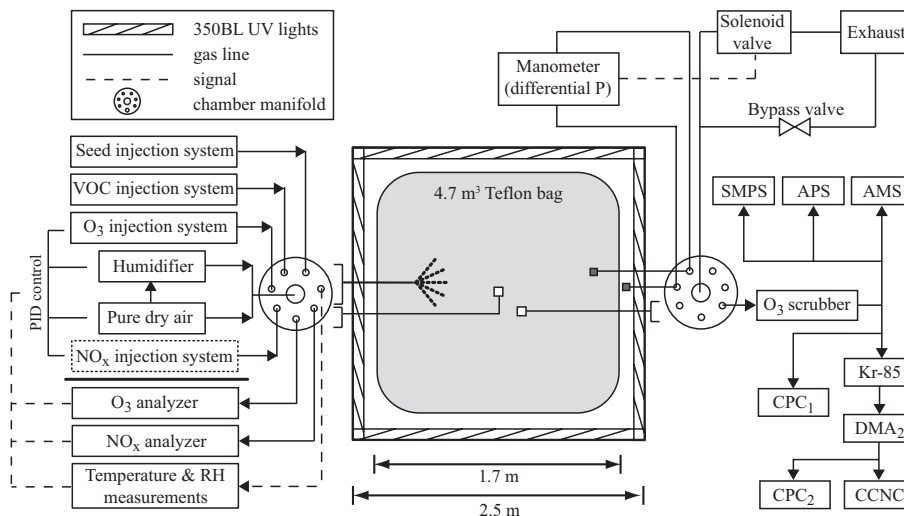 350BL UV lights
gas line
signal
chamber manifold
Manometer
(differential P)
Solenoid
valve
Exhaust
Bypass valve
Seed injection system
VOC injection system
O₃ injection system
Humidifier
Pure dry air
NOₓ injection system
PID control
O₃ analyzer
NOₓ analyzer
Temperature & RH
measurements
4.7 m³ Teflon bag
1.7 m
2.5 m
SMPS
APS
AMS
O₃ scrubber
CPC₁
Kr-85
DMA₂
CPC₂
CCNC